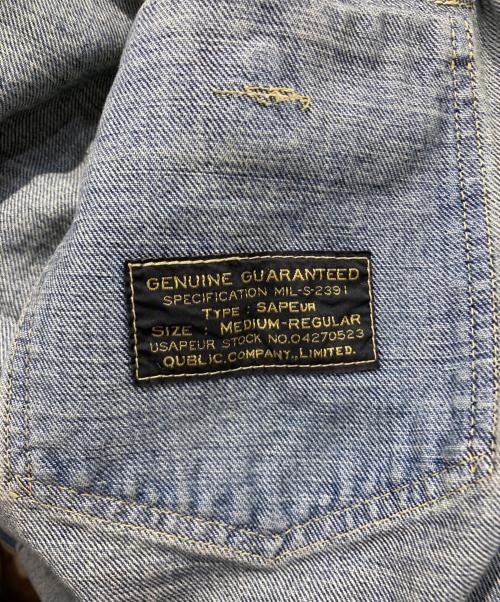 GENUINE GUARANTEED
SPECIFICATION MIL-S-2391
TYPE : SAPEUR
SIZE : MEDIUM-REGULAR
USAPEUR STOCK NO.04270523
QUBLIC.COMPANY.,LIMITED.